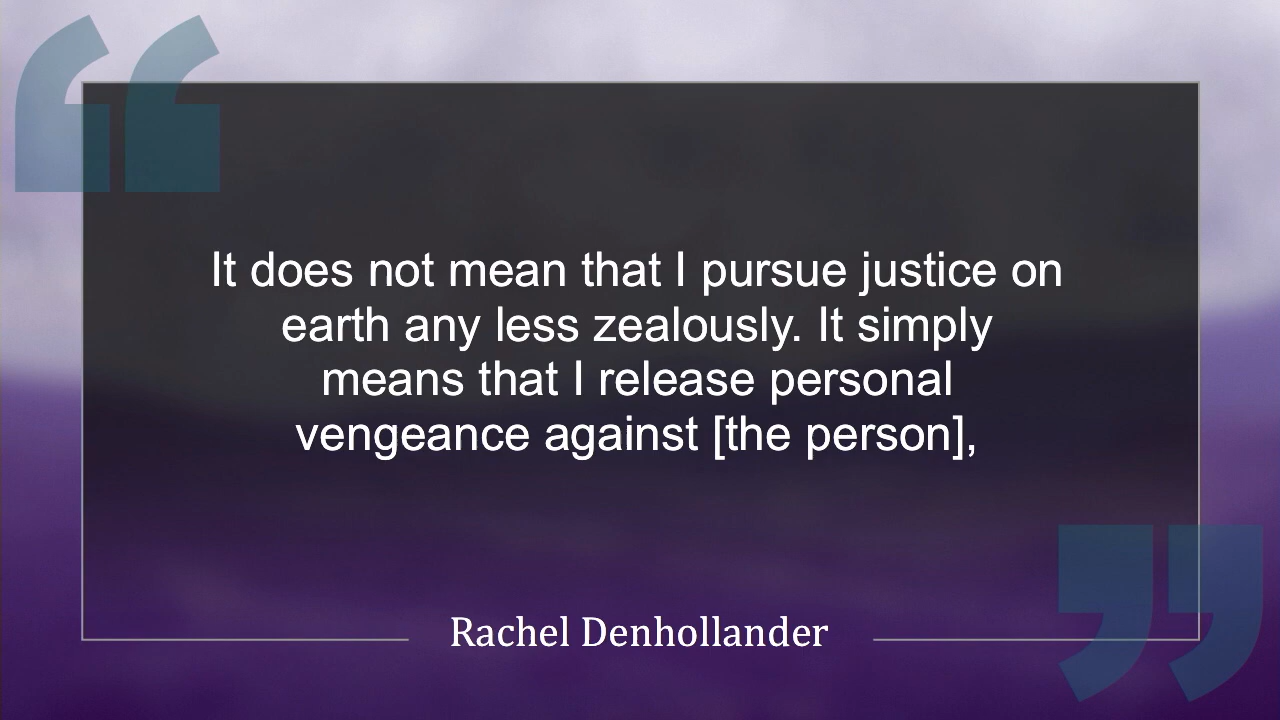 It does not mean that I pursue justice on
earth any less zealously. It simply
means that I release personal
vengeance against [the person],
Rachel Denhollander